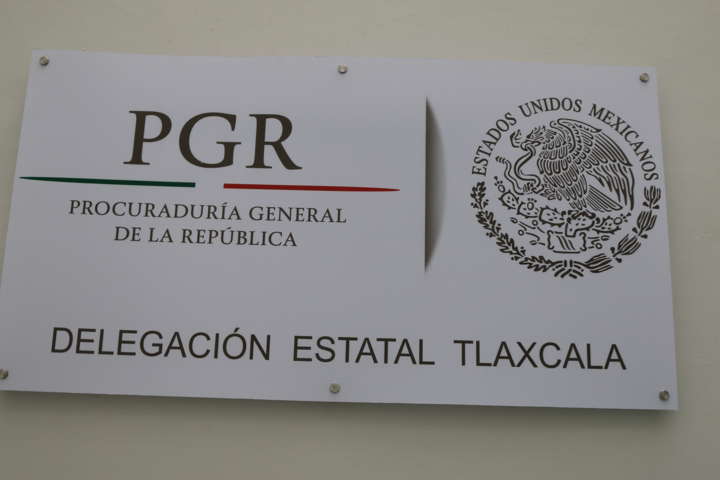 PGR
PROCURADURÍA GENERAL
DE LA REPÚBLICA
ESTADOS UNIDOS MEXICANOS
DELEGACIÓN ESTATAL TLAXCALA